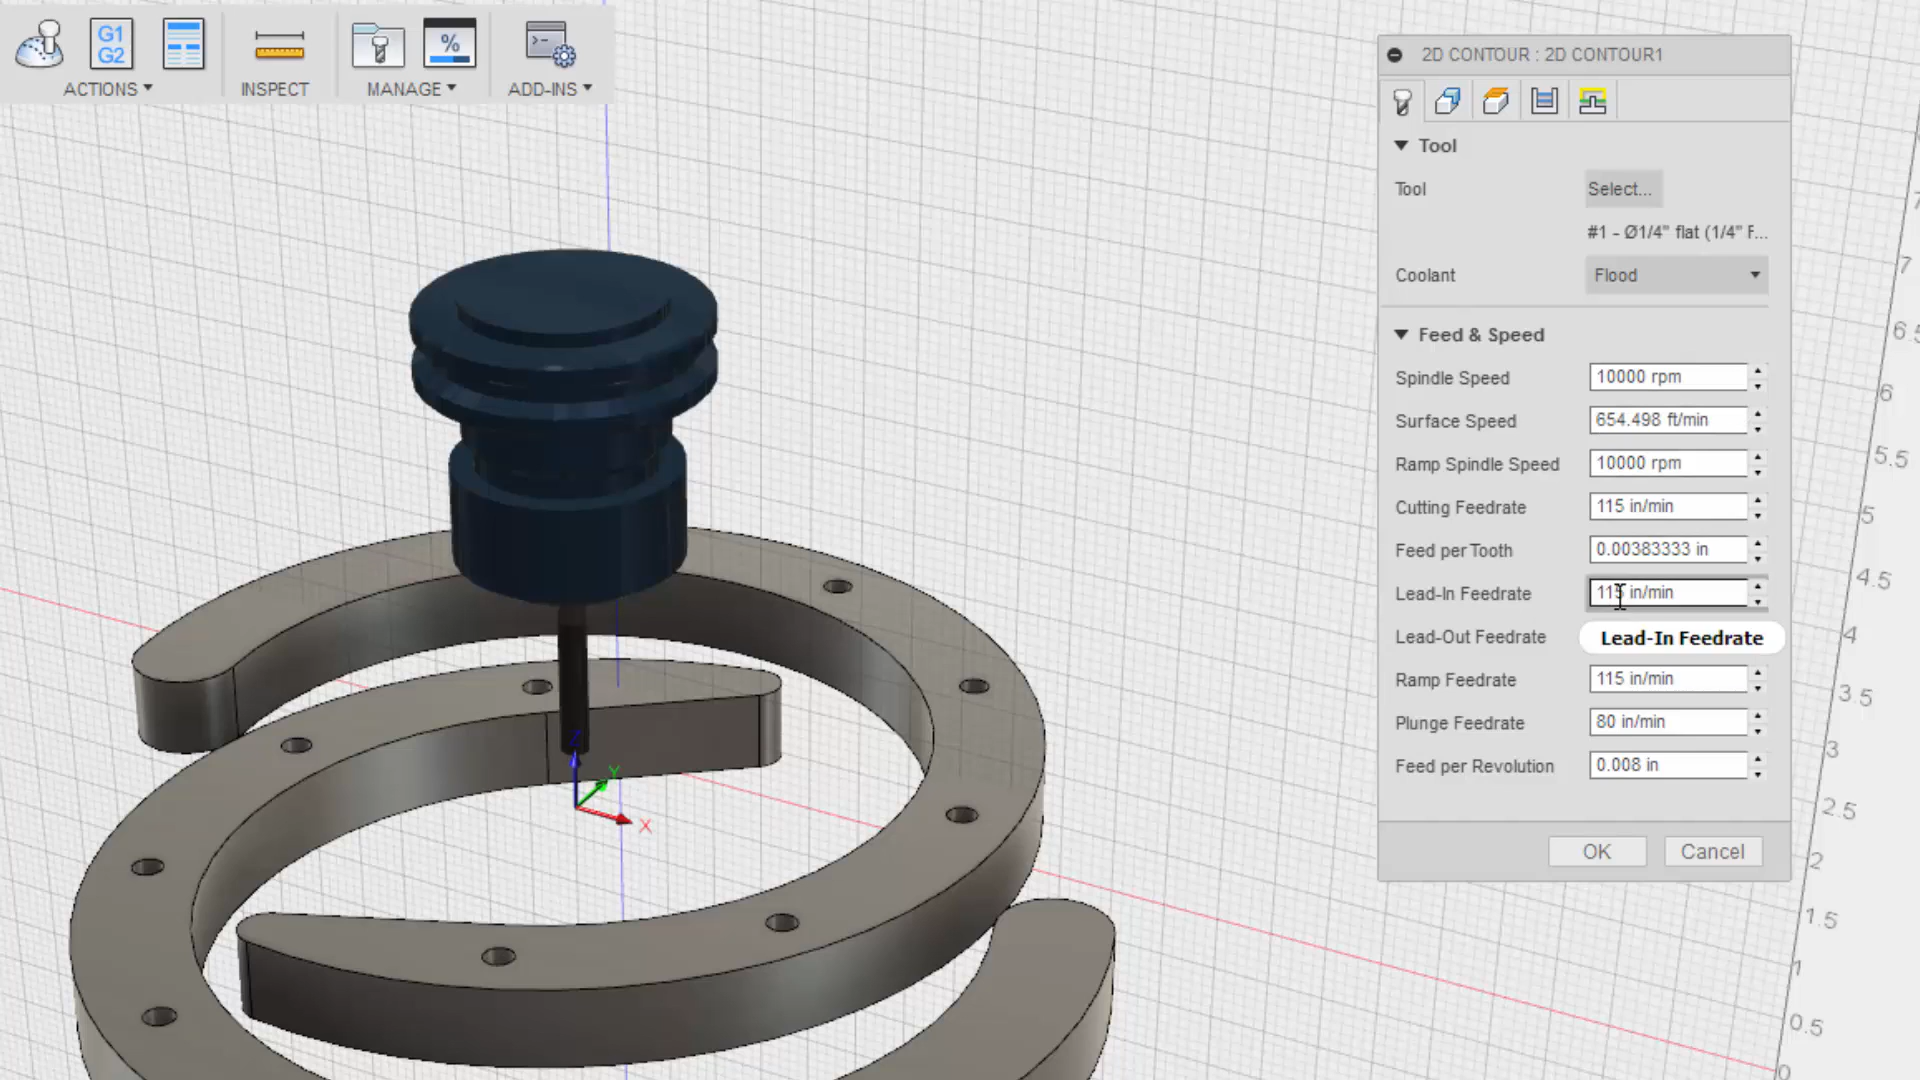 G1
G2
%
ACTIONS
INSPECT
MANAGE
ADD-INS
2D CONTOUR : 2D CONTOUR1
Tool
Tool Select...
#1 - Ø1/4" flat (1/4" F...
Coolant Flood
Feed & Speed
Spindle Speed 10000 rpm
Surface Speed 654.498 ft/min
Ramp Spindle Speed 10000 rpm
Cutting Feedrate 115 in/min
Feed per Tooth 0.00383333 in
Lead-In Feedrate 115 in/min
Lead-Out Feedrate
Lead-In Feedrate
Ramp Feedrate 115 in/min
Plunge Feedrate 80 in/min
Feed per Revolution 0.008 in
OK Cancel
Z
Y
X
7
6.5
6
5.5
5
4.5
4
3.5
3
2.5
2
1.5
1
0.5
0